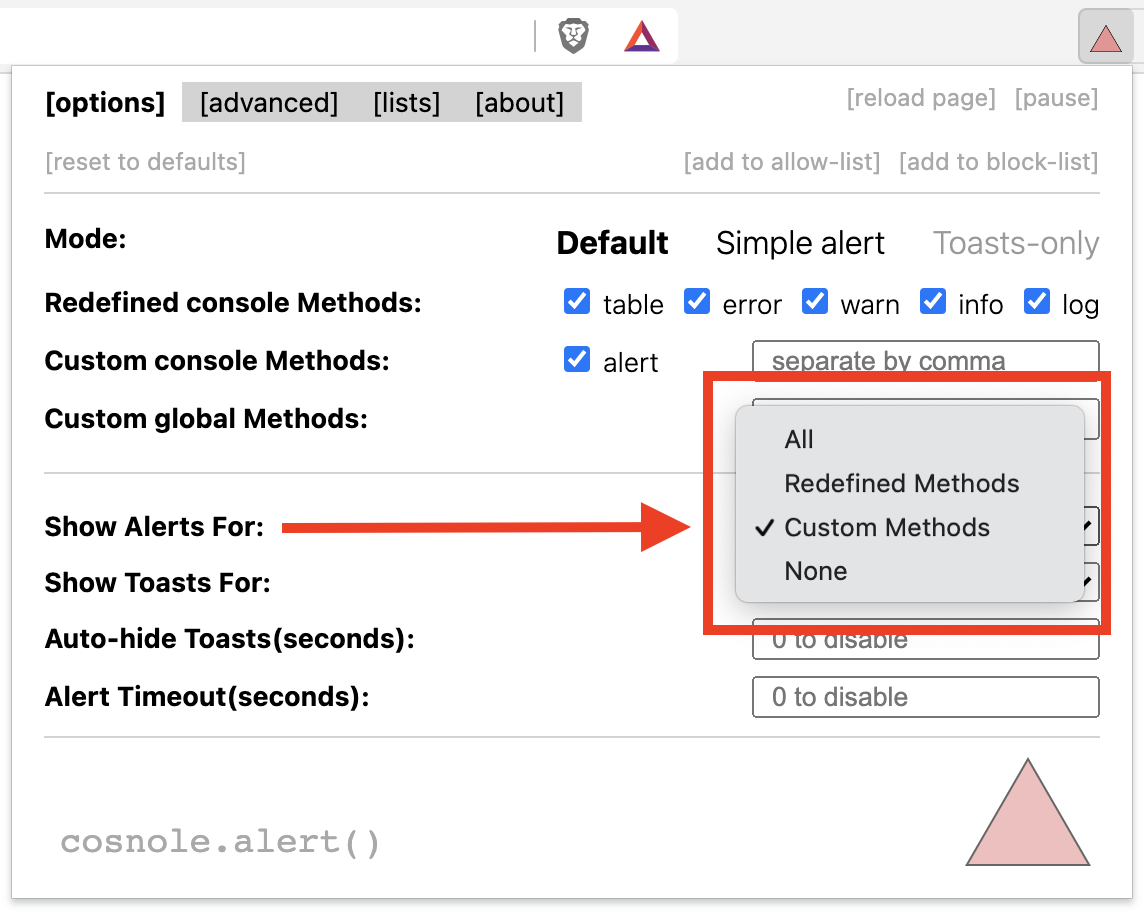 [options] [advanced] [lists] [about] [reload page] [pause]
[reset to defaults] [add to allow-list] [add to block-list]
Mode: Default Simple alert Toasts-only
Redefined console Methods: table error warn info log
Custom console Methods: alert separate by comma
Custom global Methods:
All
Redefined Methods
Show Alerts For: ✓ Custom Methods
None
Show Toasts For:
Auto-hide Toasts(seconds): 0 to disable
Alert Timeout(seconds): 0 to disable
cosnole.alert()